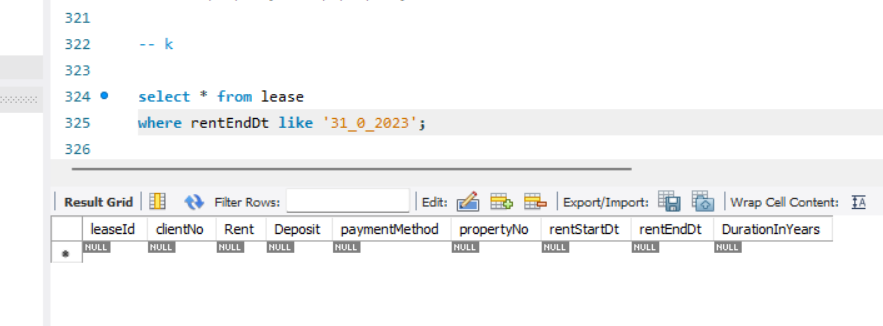 321
322 -- k
323
324 select * from lease
325 where rentEndDt like '31_0_2023';
326
Result Grid Filter Rows: Edit: Export/Import: Wrap Cell Content:
leaseId clientNo Rent Deposit paymentMethod propertyNo rentStartDt rentEndDt DurationInYears
NULL NULL NULL NULL NULL NULL NULL NULL NULL